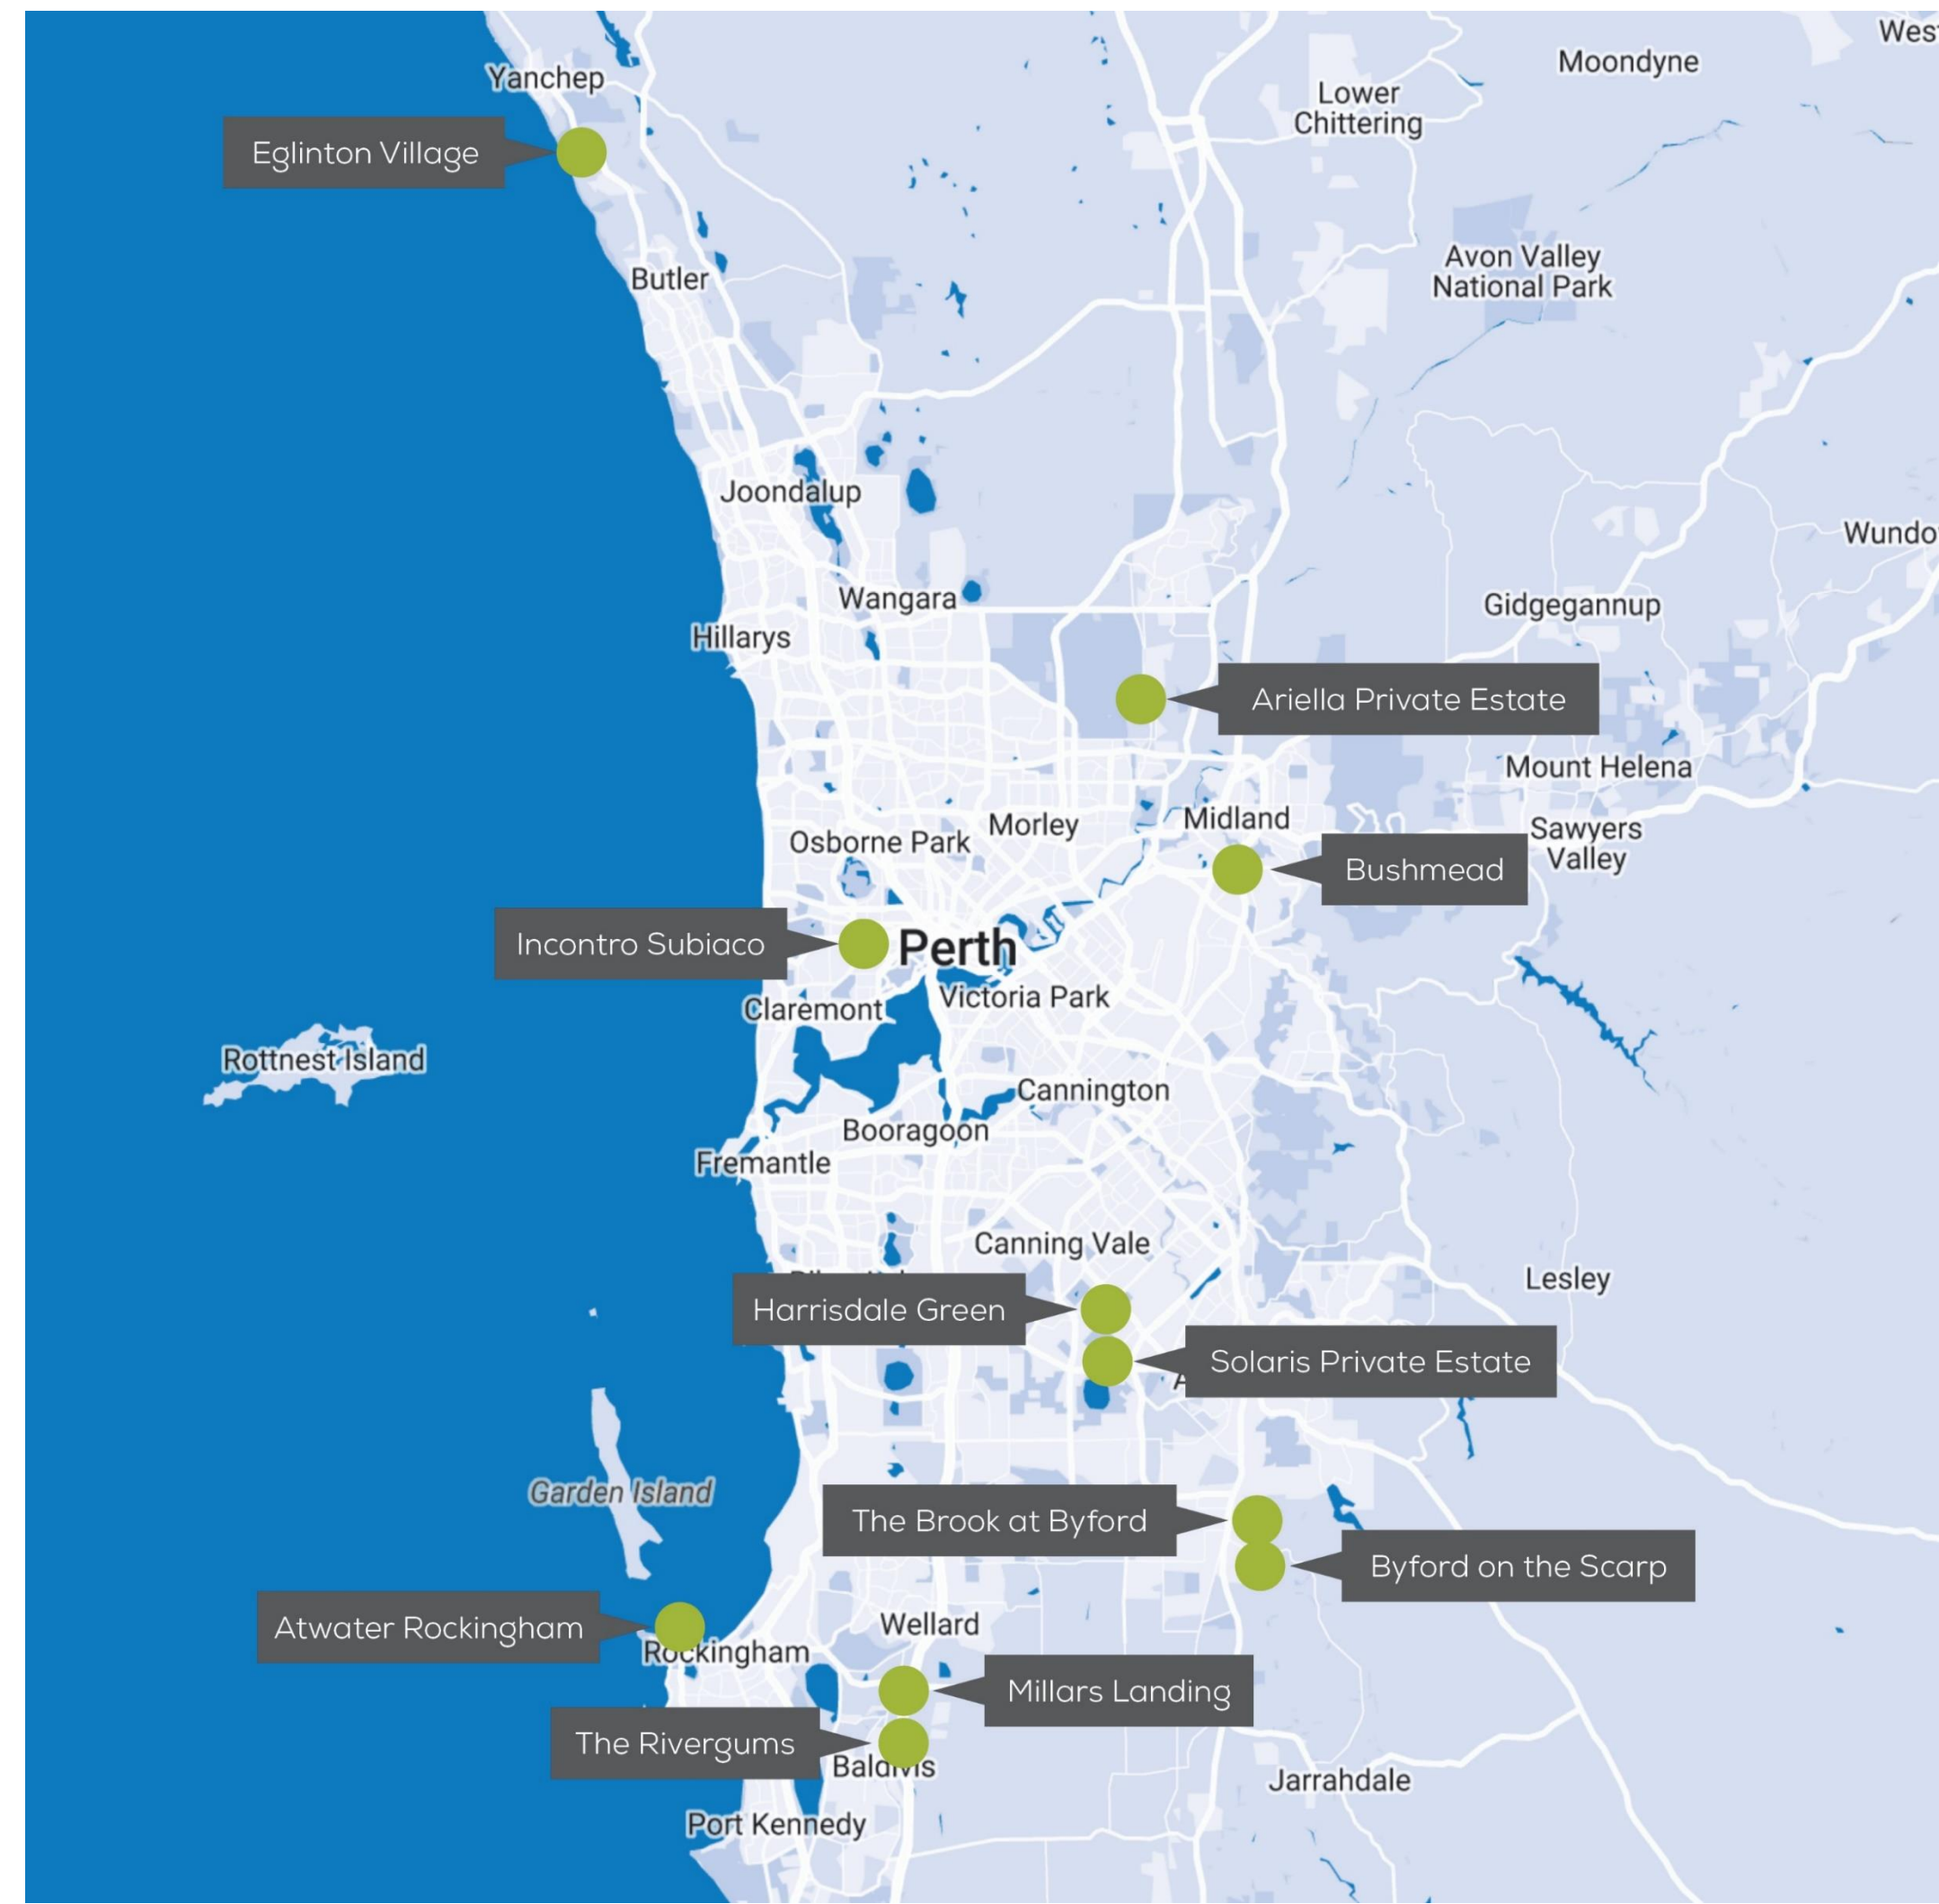 Wes
Moondyne
Yanchep
Lower
Chittering
Eglinton Village
Avon Valley
National Park
Butler
Joondalup
Wundo
Wangara
Gidgegannup
Hillarys
Ariella Private Estate
Mount Helena
Midland
Morley
Osborne Park
Sawyers
Valley
Bushmead
Incontro Subiaco
Perth
Victoria Park
Claremont
Rottnest Island
Cannington
Booragoon
Fremantle
Canning Vale
Lesley
Harrisdale Green
Solaris Private Estate
Garden Island
The Brook at Byford
Byford on the Scarp
Wellard
Atwater Rockingham
Rockingham
Millars Landing
The Rivergums
Baldivis
Jarrahdale
Port Kennedy